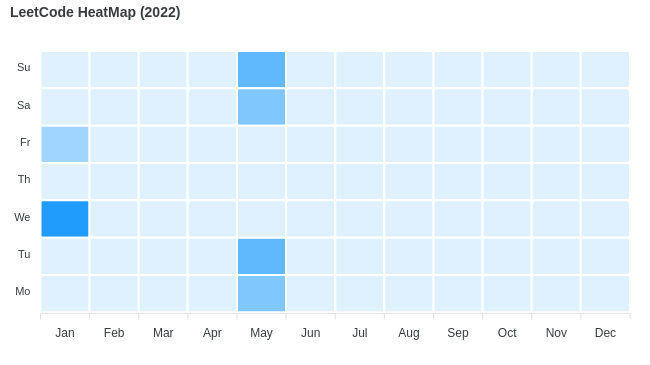 LeetCode HeatMap (2022)
Su
Sa
Fr
Th
We
Tu
Mo
Jan Feb Mar Apr May Jun Jul Aug Sep Oct Nov Dec